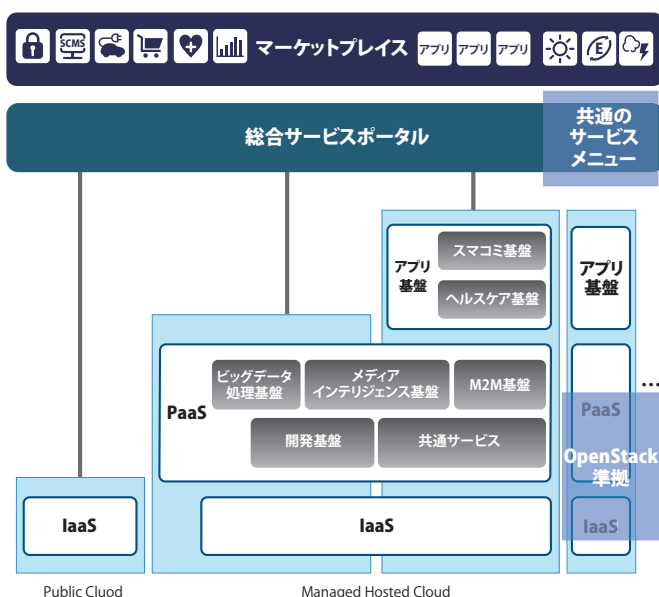 SCMS
マーケットプレイス
アプリ アプリ アプリ
E
総合サービスポータル
共通の
サービス
メニュー
アプリ
基盤
スマコミ基盤
ヘルスケア基盤
アプリ
基盤
PaaS
ビッグデータ
処理基盤
メディア
インテリジェンス基盤
M2M基盤
開発基盤
共通サービス
PaaS
…
OpenStack
準拠
IaaS
IaaS
IaaS
Public Cluod
Managed Hosted Cloud